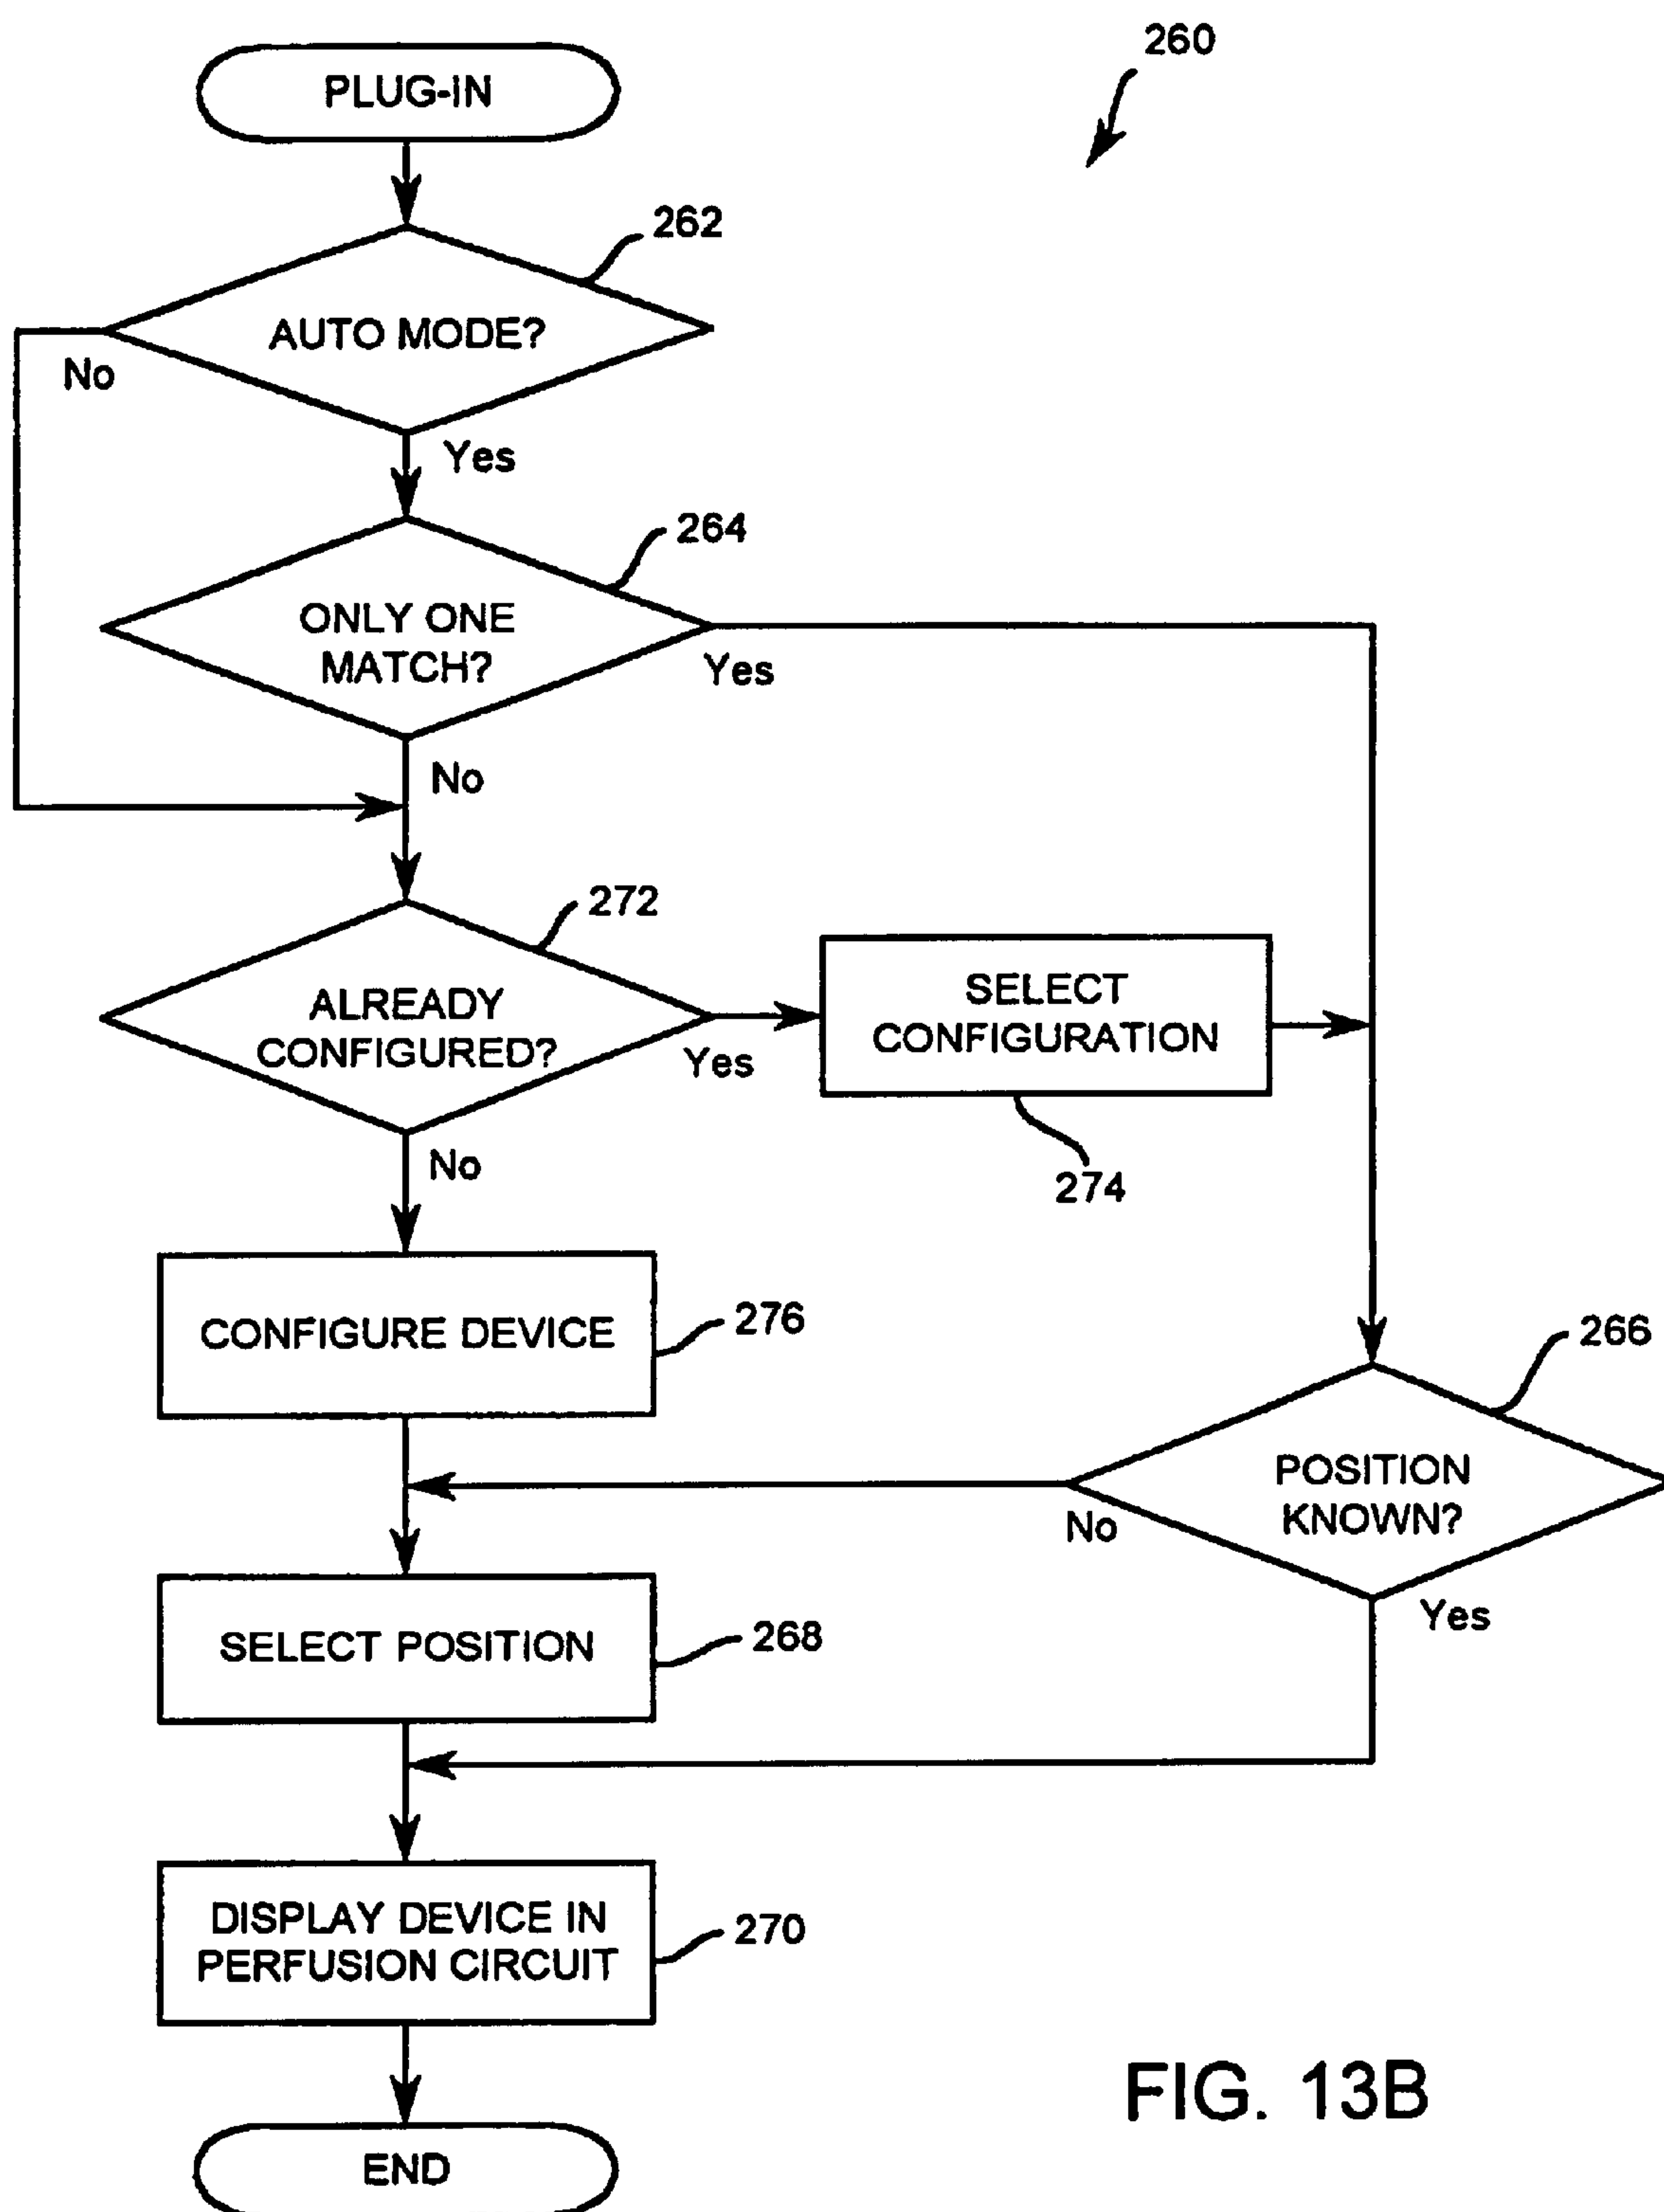 260
PLUG-IN
262
AUTO MODE?
No
Yes
264
ONLY ONE
MATCH?
Yes
No
272
ALREADY
CONFIGURED?
Yes
SELECT
CONFIGURATION
274
No
CONFIGURE DEVICE
276
266
POSITION
KNOWN?
No
Yes
SELECT POSITION
268
DISPLAY DEVICE IN
PERFUSION CIRCUIT
270
END
FIG. 13B